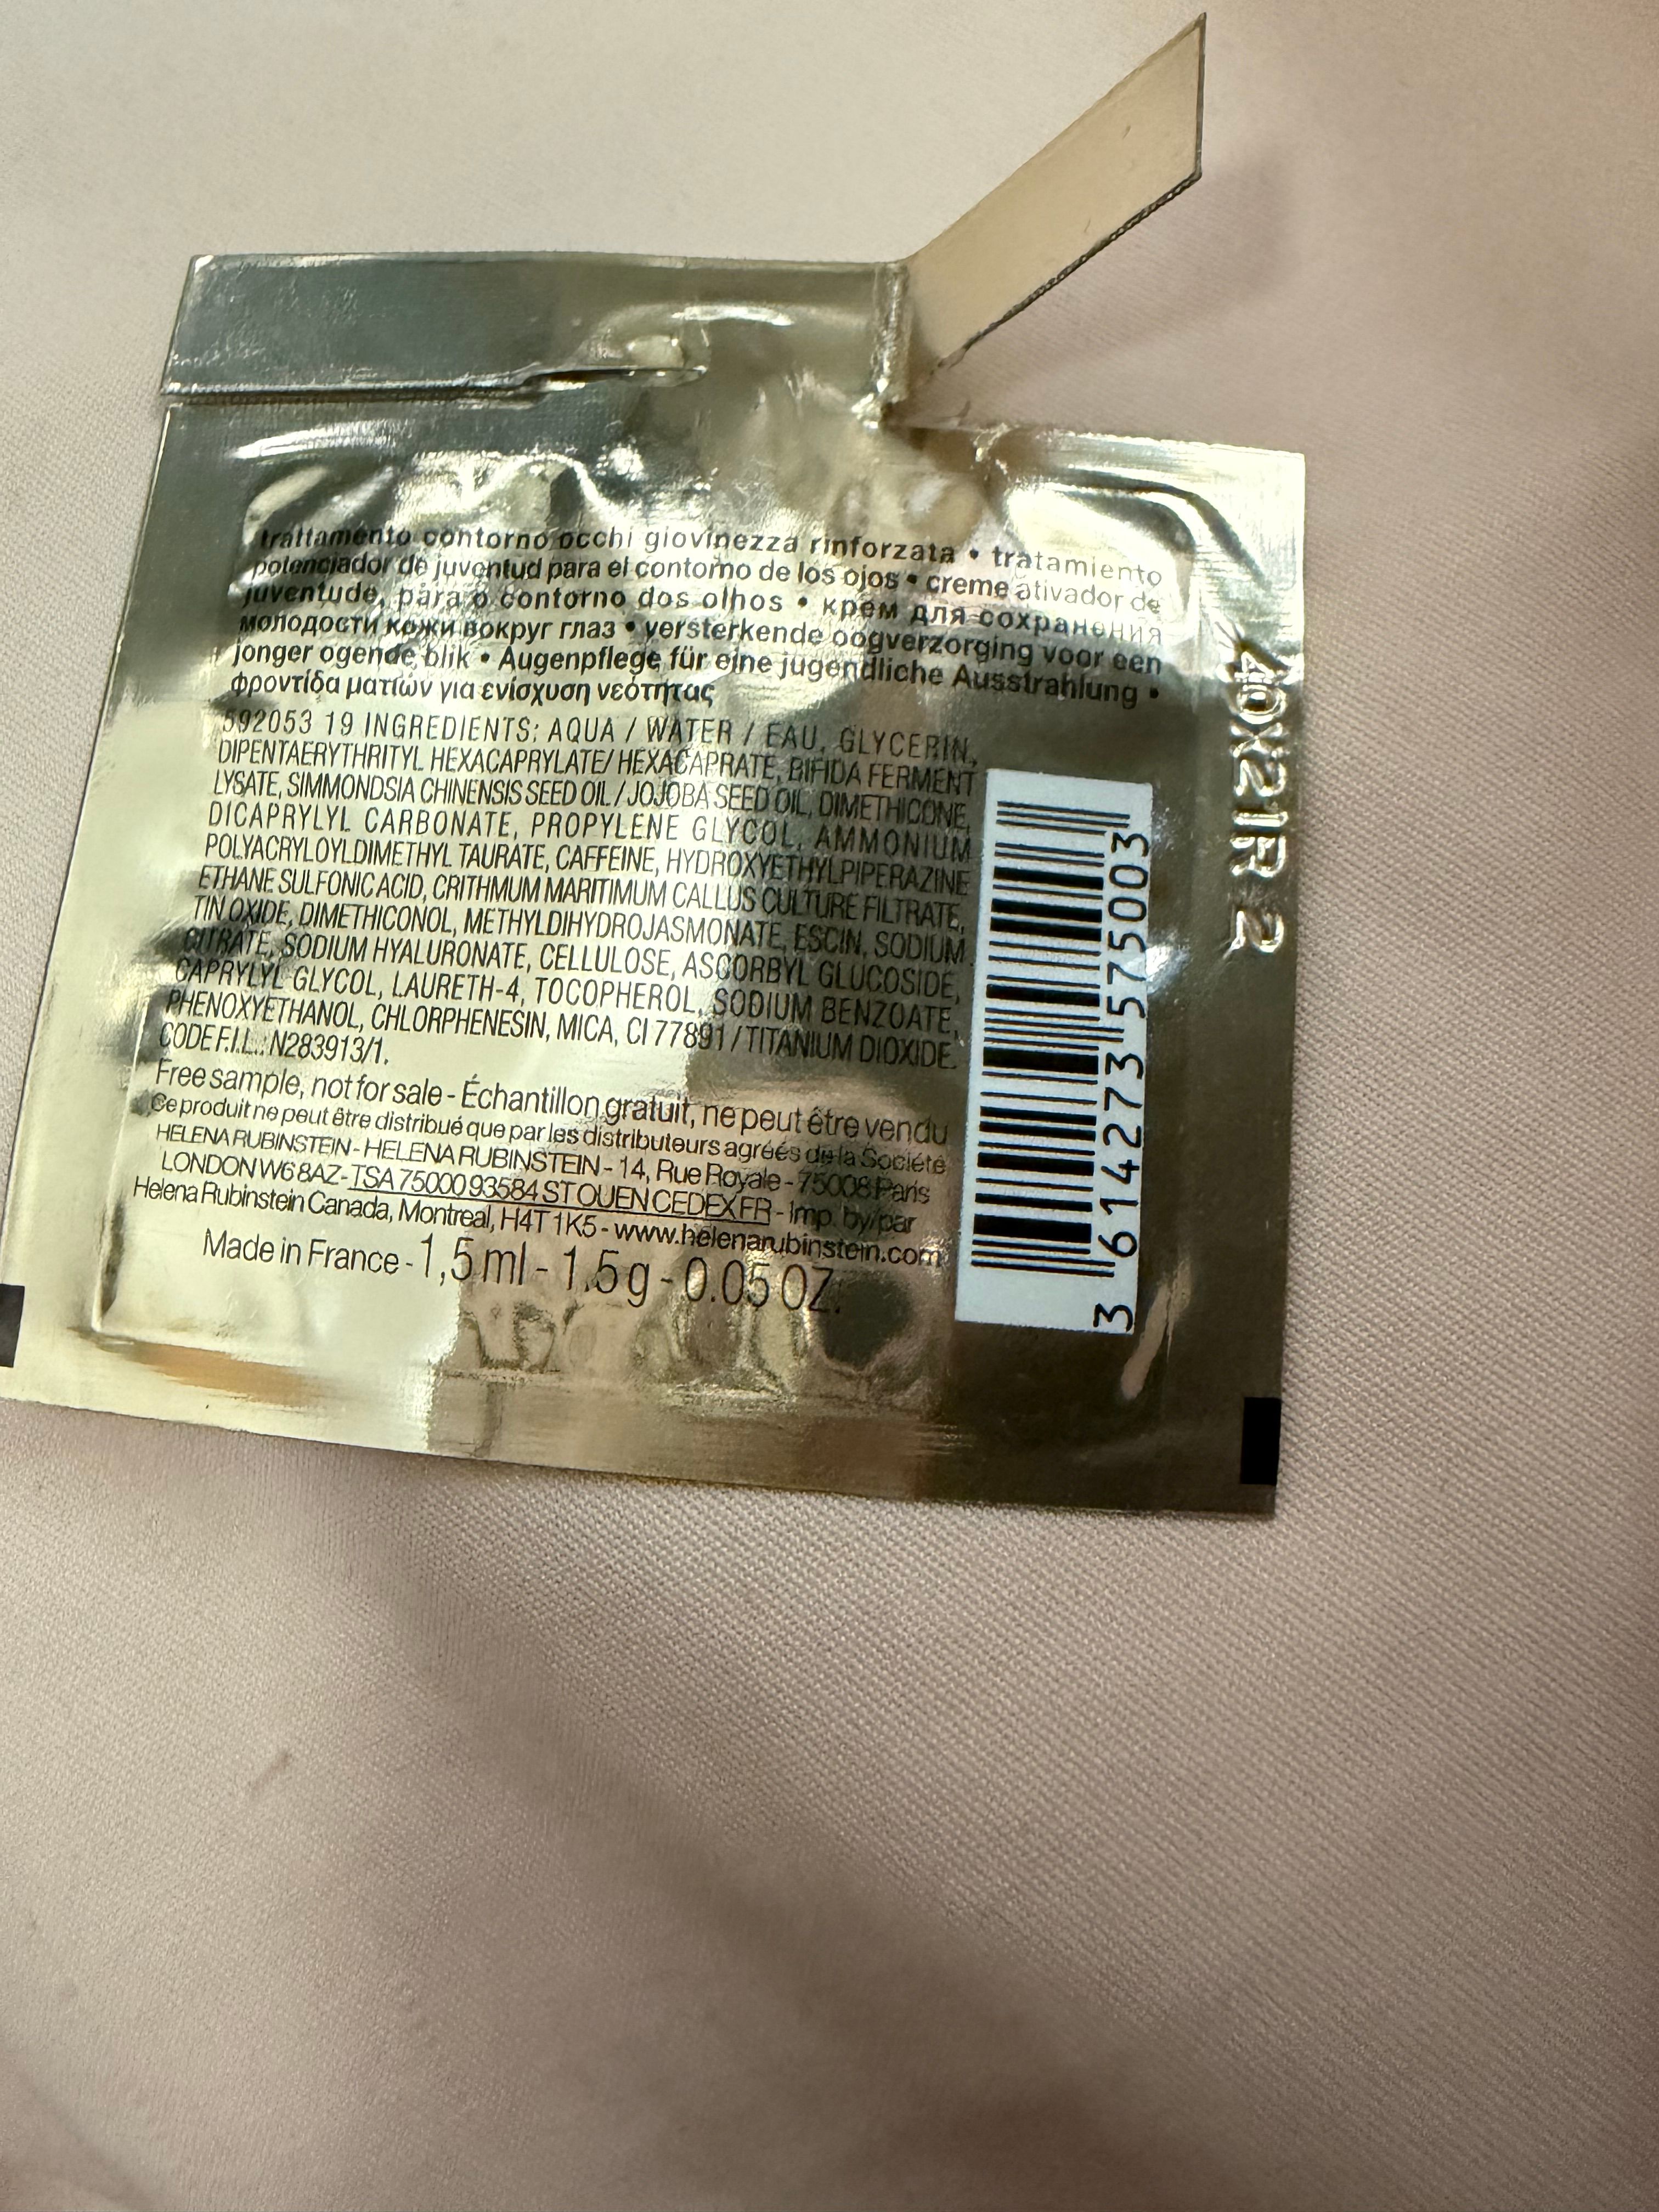 trattamento contorno occhi giovinezza rinforzata • tratamiento
potenciador de juventud para el contorno de los ojos • creme ativador de
juventude, para o contorno dos olhos • крем для сохранения
молодости кожи вокруг глаз • versterkende oogverzorging voor een
jonger ogende blik • Augenpflege für eine jugendliche Ausstrahlung •
φροντίδα ματιών για ενίσχυση νεότητας
592053 19 INGREDIENTS: AQUA / WATER / EAU, GLYCERIN,
DIPENTAERYTHRITYL HEXACAPRYLATE/ HEXACAPRATE, BIFIDA FERMENT
LYSATE, SIMMONDSIA CHINENSIS SEED OIL / JOJOBA SEED OIL, DIMETHICONE,
DICAPRYLYL CARBONATE, PROPYLENE GLYCOL, AMMONIUM
POLYACRYLOYLDIMETHYL TAURATE, CAFFEINE, HYDROXYETHYLPIPERAZINE
ETHANE SULFONIC ACID, CRITHMUM MARITIMUM CALLUS CULTURE FILTRATE,
TIN OXIDE, DIMETHICONOL, METHYLDIHYDROJASMONATE, ESCIN, SODIUM
CITRATE, SODIUM HYALURONATE, CELLULOSE, ASCORBYL GLUCOSIDE,
CAPRYLYL GLYCOL, LAURETH-4, TOCOPHEROL, SODIUM BENZOATE,
PHENOXYETHANOL, CHLORPHENESIN, MICA, CI 77891 / TITANIUM DIOXIDE.
CODE F.I.L.: N283913/1.
Free sample, not for sale - Échantillon gratuit, ne peut être vendu
Ce produit ne peut être distribué que par les distributeurs agréés de la Société
HELENA RUBINSTEIN - HELENA RUBINSTEIN - 14, Rue Royale - 75008 Paris
LONDON W6 8AZ - TSA 75000 93584 ST OUEN CEDEX FR - Imp. by/par
Helena Rubinstein Canada, Montreal, H4T 1K5 - www.helenarubinstein.com
Made in France - 1,5 ml - 1.5 g - 0.05 OZ.
3 614273 575003
40X21R 2